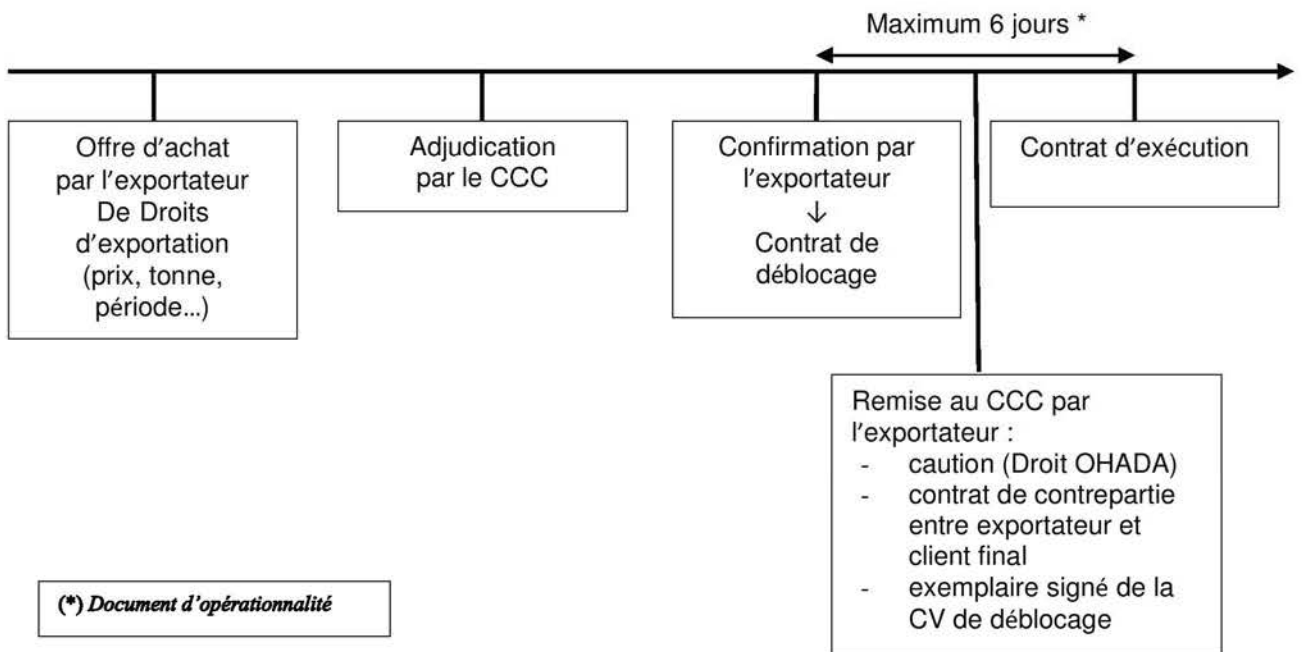 Maximum 6 jours *
Offre d'achat
par l'exportateur
De Droits
d'exportation
(prix, tonne,
période...)
Adjudication
par le CCC
Confirmation par
l'exportateur
↓
Contrat de
déblocage
Contrat d'exécution
Remise au CCC par
l'exportateur :
- caution (Droit OHADA)
- contrat de contrepartie
entre exportateur et
client final
- exemplaire signé de la
CV de déblocage
(*) Document d'opérationnalité